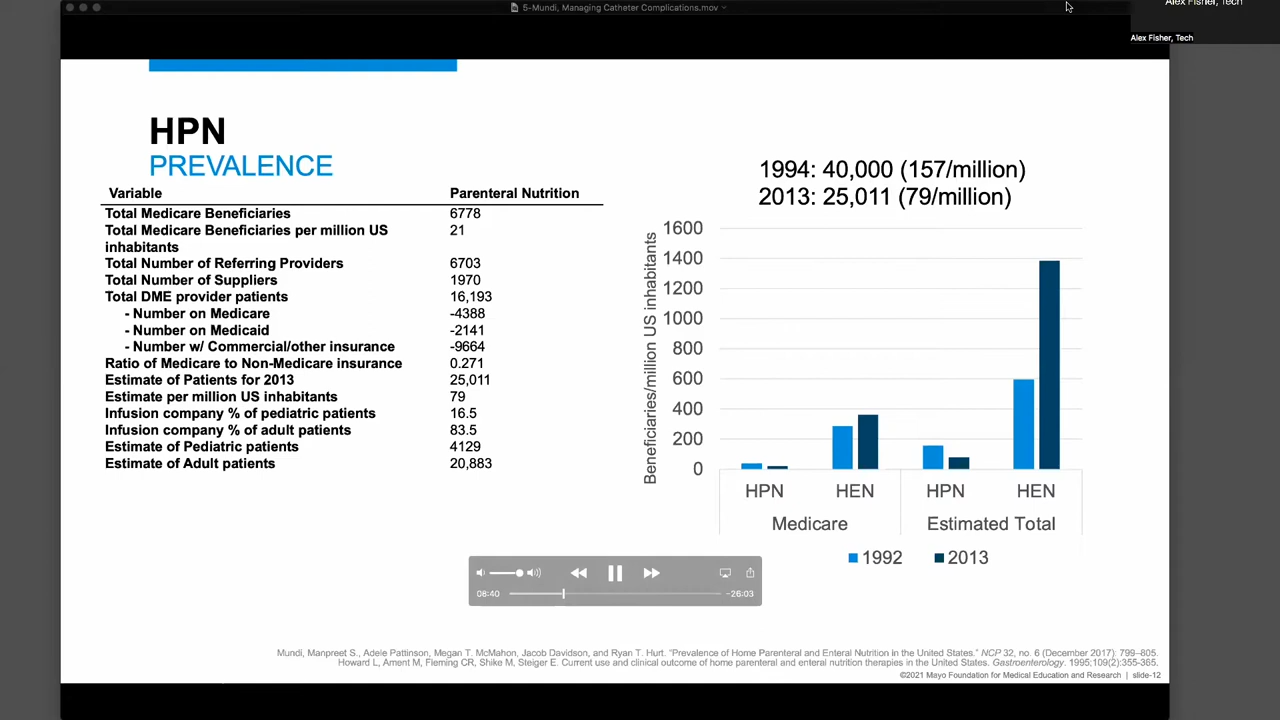 5-Mundi, Managing Catheter Complications.mov
Alex Fisher, Tech
Alex Fisher, Tech
HPN
PREVALENCE
Variable Parenteral Nutrition
Total Medicare Beneficiaries 6778
Total Medicare Beneficiaries per million US 21
inhabitants
Total Number of Referring Providers 6703
Total Number of Suppliers 1970
Total DME provider patients 16,193
- Number on Medicare -4388
- Number on Medicaid -2141
- Number w/ Commercial/other insurance -9664
Ratio of Medicare to Non-Medicare insurance 0.271
Estimate of Patients for 2013 25,011
Estimate per million US inhabitants 79
Infusion company % of pediatric patients 16.5
Infusion company % of adult patients 83.5
Estimate of Pediatric patients 4129
Estimate of Adult patients 20,883
1994: 40,000 (157/million)
2013: 25,011 (79/million)
Beneficiaries/million US inhabitants
1600
1400
1200
1000
800
600
400
200
0
HPN HEN HPN HEN
Medicare Estimated Total
1992 2013
08:40 -26:03
Mundi, Manpreet S., Adele Pattinson, Megan T. McMahon, Jacob Davidson, and Ryan T. Hurt. "Prevalence of Home Parenteral and Enteral Nutrition in the United States." NCP 32, no. 6 (December 2017): 799–805.
Howard L, Ament M, Fleming CR, Shike M, Steiger E. Current use and clinical outcome of home parenteral and enteral nutrition therapies in the United States. Gastroenterology. 1995;109(2):355-365.
©2021 Mayo Foundation for Medical Education and Research | slide-12